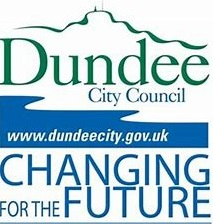 Dundee
City Council
www.dundeecity.gov.uk
CHANGING
FOR THE FUTURE